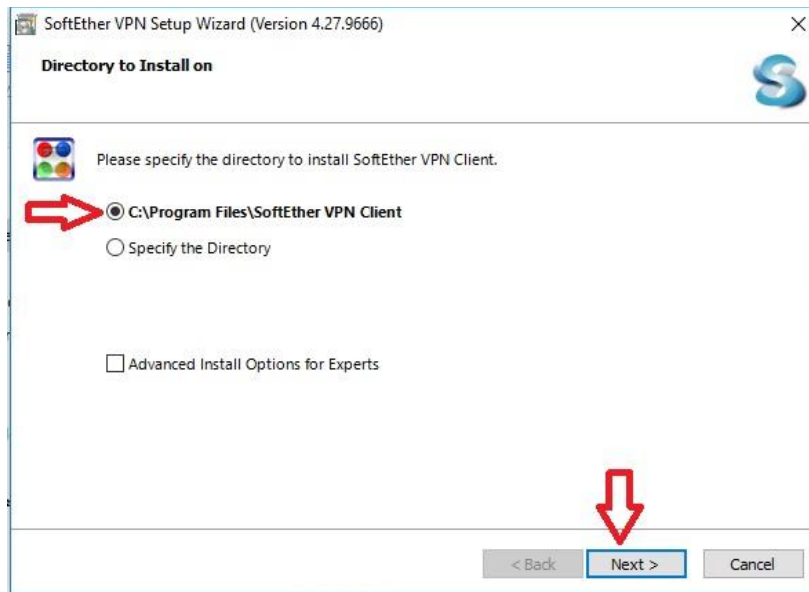 SoftEther VPN Setup Wizard (Version 4.27.9666)
Directory to Install on
Please specify the directory to install SoftEther VPN Client.
C:\Program Files\SoftEther VPN Client
Specify the Directory
Advanced Install Options for Experts
< Back Next > Cancel